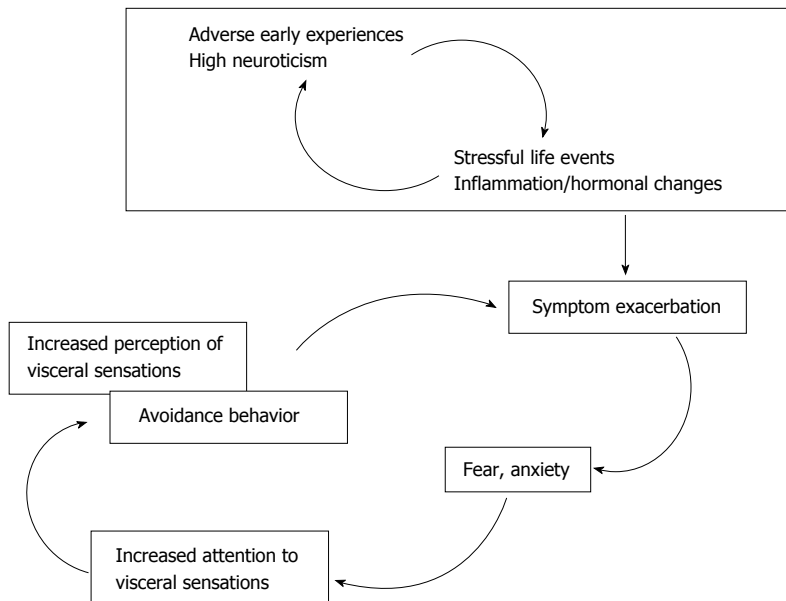 Adverse early experiences
High neuroticism
Stressful life events
Inflammation/hormonal changes
Symptom exacerbation
Increased perception of
visceral sensations
Avoidance behavior
Fear, anxiety
Increased attention to
visceral sensations